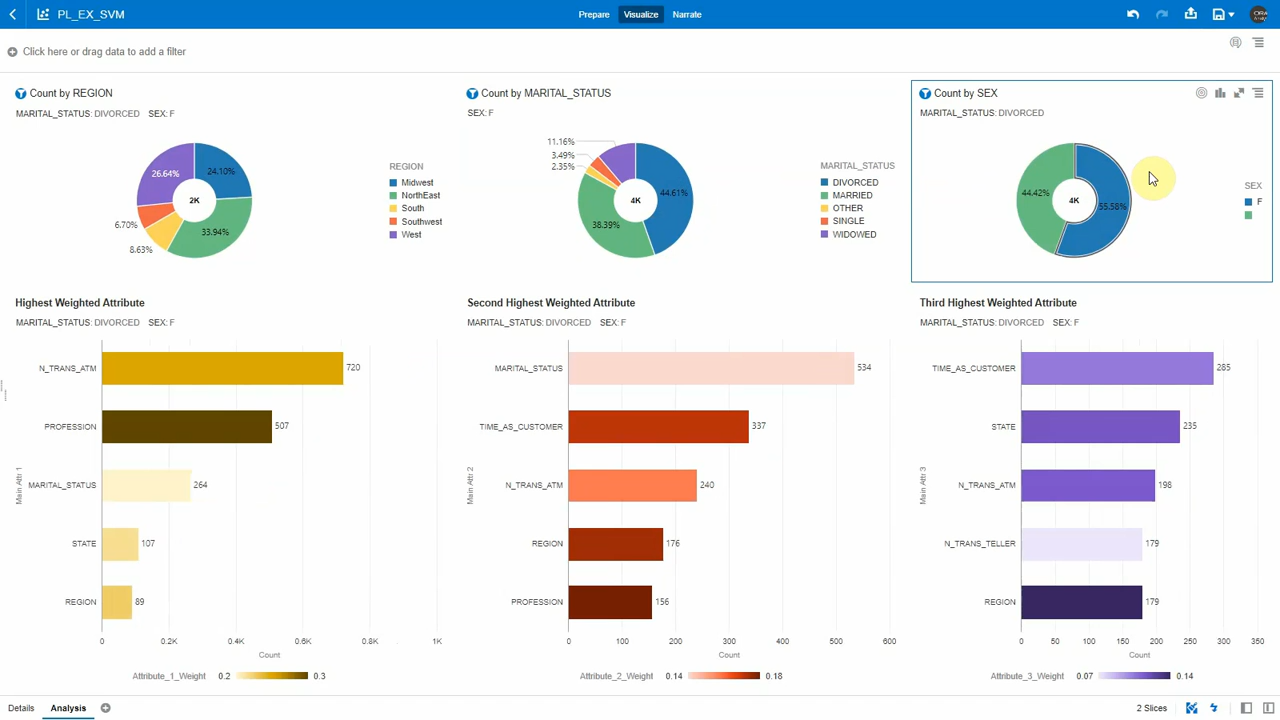 PL_EX_SVM
Prepare Visualize Narrate
Click here or drag data to add a filter
Count by REGION
MARITAL_STATUS: DIVORCED SEX: F
24.10%
33.94%
8.63%
6.70%
26.64%
2K
REGION
Midwest
NorthEast
South
Southwest
West
Count by MARITAL_STATUS
SEX: F
11.16%
3.49%
2.35%
44.61%
38.39%
4K
MARITAL_STATUS
DIVORCED
MARRIED
OTHER
SINGLE
WIDOWED
Count by SEX
MARITAL_STATUS: DIVORCED
44.42%
55.58%
4K
SEX
F
Highest Weighted Attribute
MARITAL_STATUS: DIVORCED SEX: F
Main Attr 1
N_TRANS_ATM 720
PROFESSION 507
MARITAL_STATUS 264
STATE 107
REGION 89
0 0.2K 0.4K 0.6K 0.8K 1K
Count
Attribute_1_Weight 0.2 0.3
Second Highest Weighted Attribute
MARITAL_STATUS: DIVORCED SEX: F
Main Attr 2
MARITAL_STATUS 534
TIME_AS_CUSTOMER 337
N_TRANS_ATM 240
REGION 176
PROFESSION 156
0 100 200 300 400 500 600
Count
Attribute_2_Weight 0.14 0.18
Third Highest Weighted Attribute
MARITAL_STATUS: DIVORCED SEX: F
Main Attr 3
TIME_AS_CUSTOMER 285
STATE 235
N_TRANS_ATM 198
N_TRANS_TELLER 179
REGION 179
0 50 100 150 200 250 300 350
Count
Attribute_3_Weight 0.07 0.14
Details Analysis
2 Slices